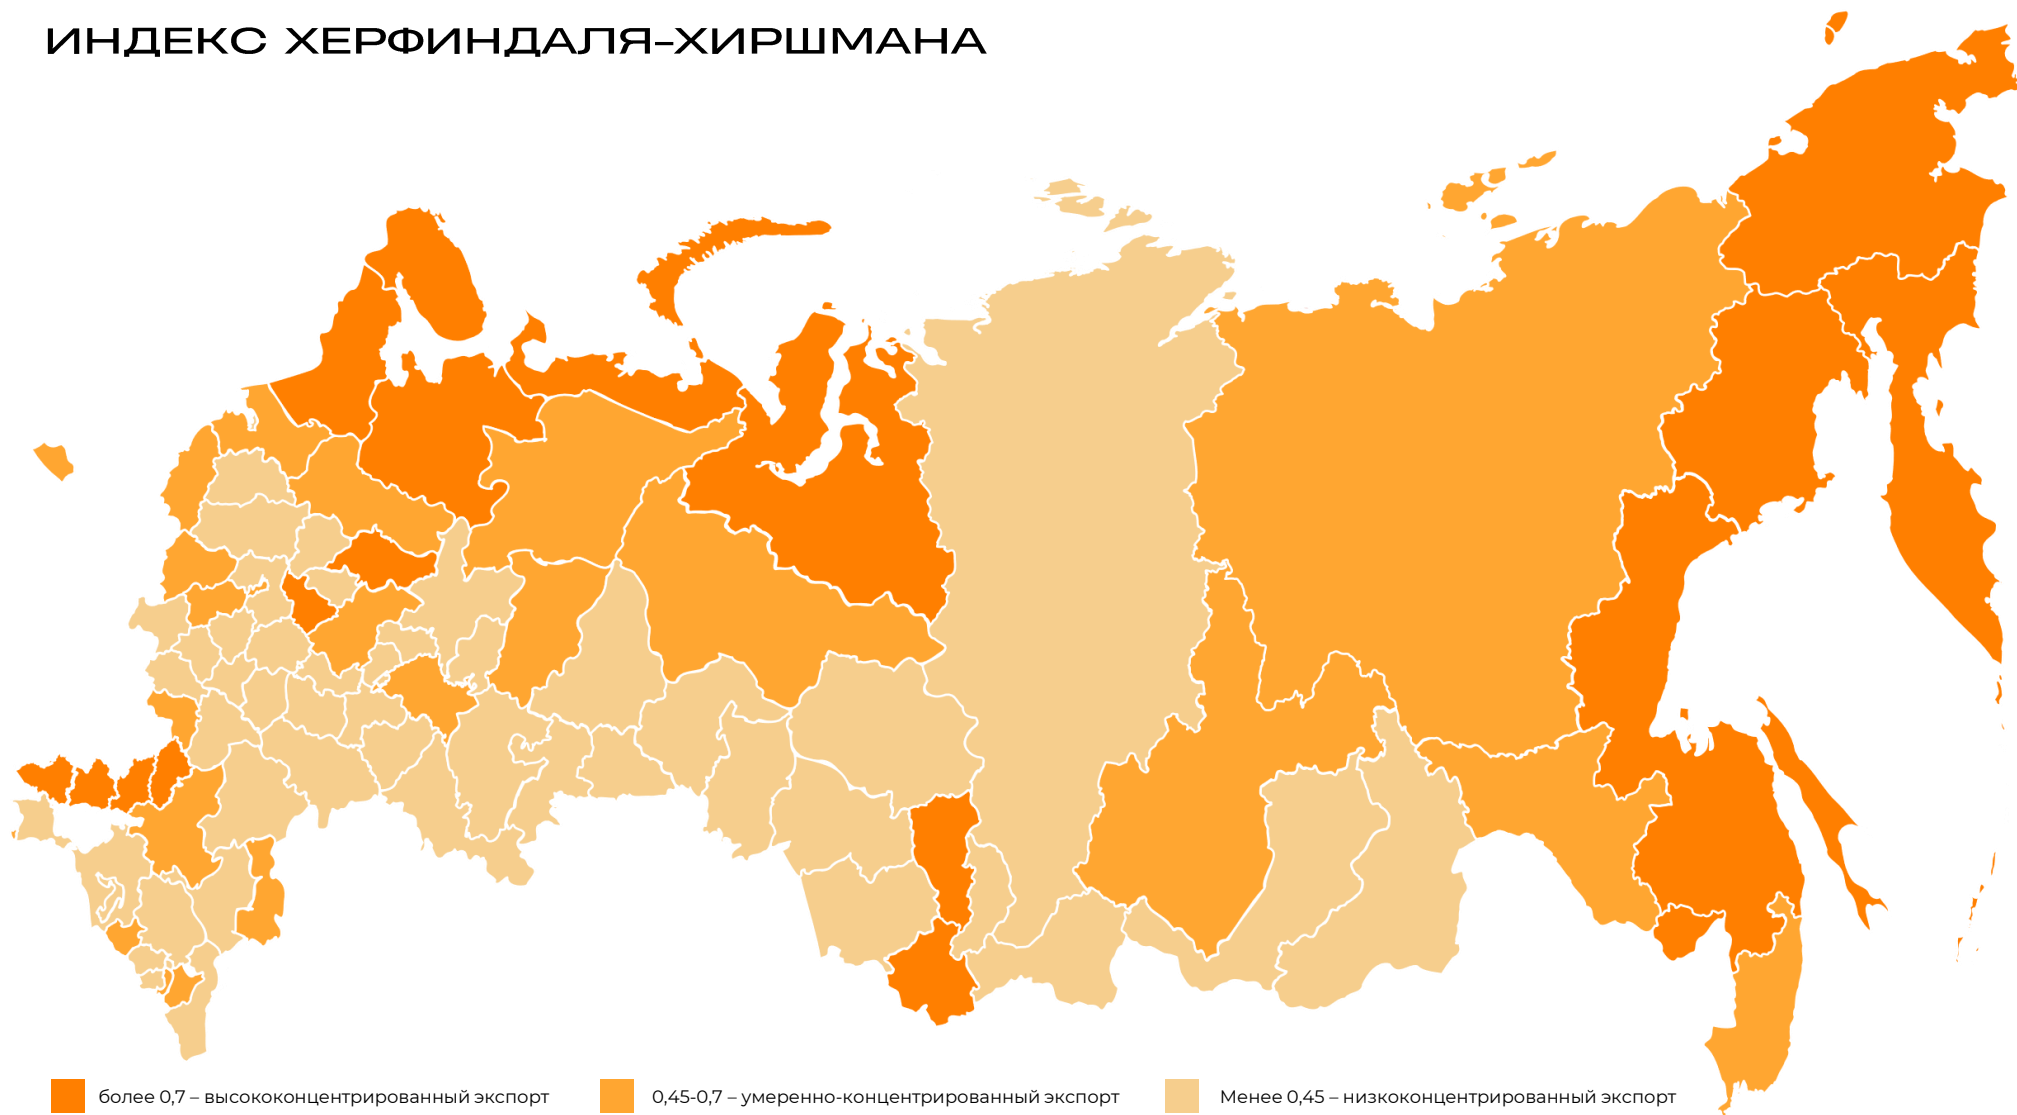 ИНДЕКС ХЕРФИНДАЛЯ-ХИРШМАНА
более 0,7 – высококонцентрированный экспорт
0,45-0,7 – умеренно-концентрированный экспорт
Менее 0,45 – низкоконцентрированный экспорт